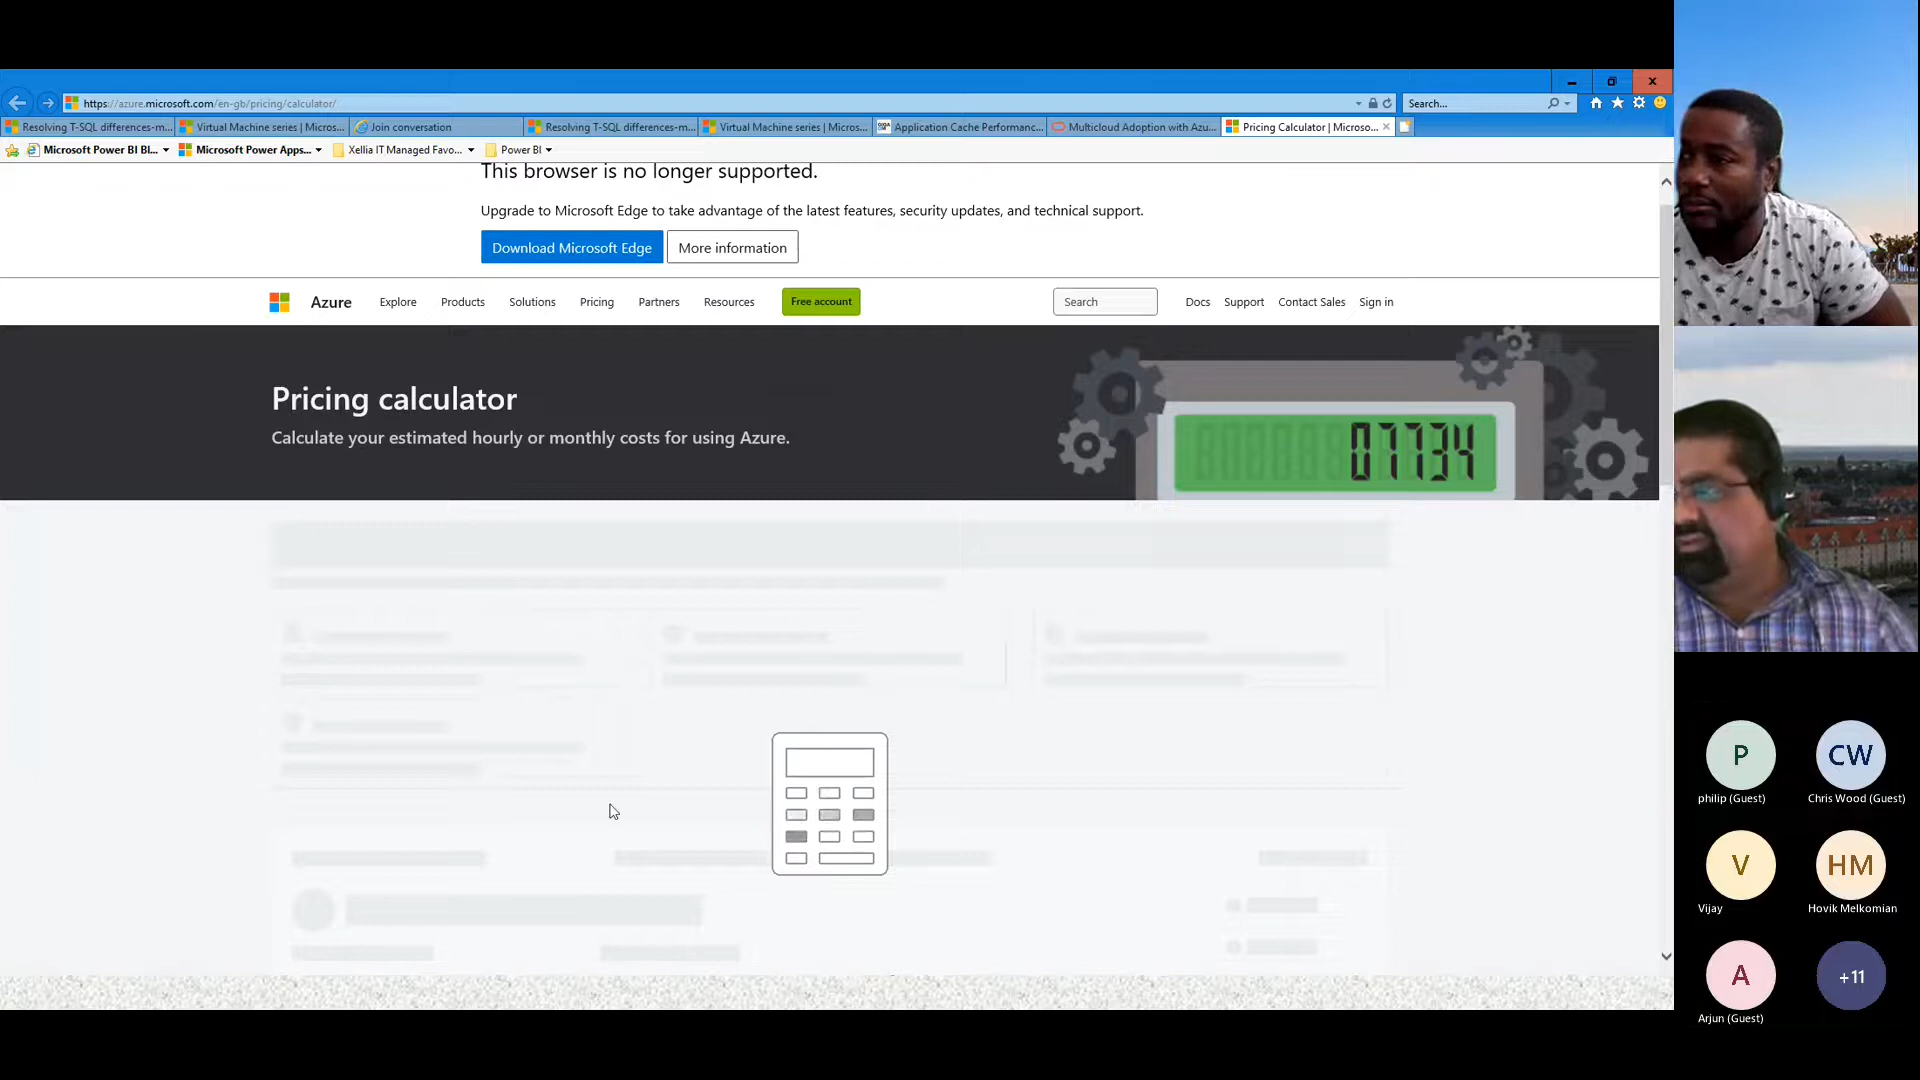 https://azure.microsoft.com/en-gb/pricing/calculator/
Search...
Resolving T-SQL differences-m...
Virtual Machine series | Micros...
Join conversation
Resolving T-SQL differences-m...
Virtual Machine series | Micros...
Application Cache Performanc...
Multicloud Adoption with Azu...
Pricing Calculator | Microso...
Microsoft Power BI Bl...
Microsoft Power Apps...
Xellia IT Managed Favo...
Power BI
This browser is no longer supported.
Upgrade to Microsoft Edge to take advantage of the latest features, security updates, and technical support.
Download Microsoft Edge
More information
Azure
Explore
Products
Solutions
Pricing
Partners
Resources
Free account
Search
Docs
Support
Contact Sales
Sign in
Pricing calculator
Calculate your estimated hourly or monthly costs for using Azure.
07734
P
philip (Guest)
CW
Chris Wood (Guest)
V
Vijay
HM
Hovik Melkomian
A
Arjun (Guest)
+11